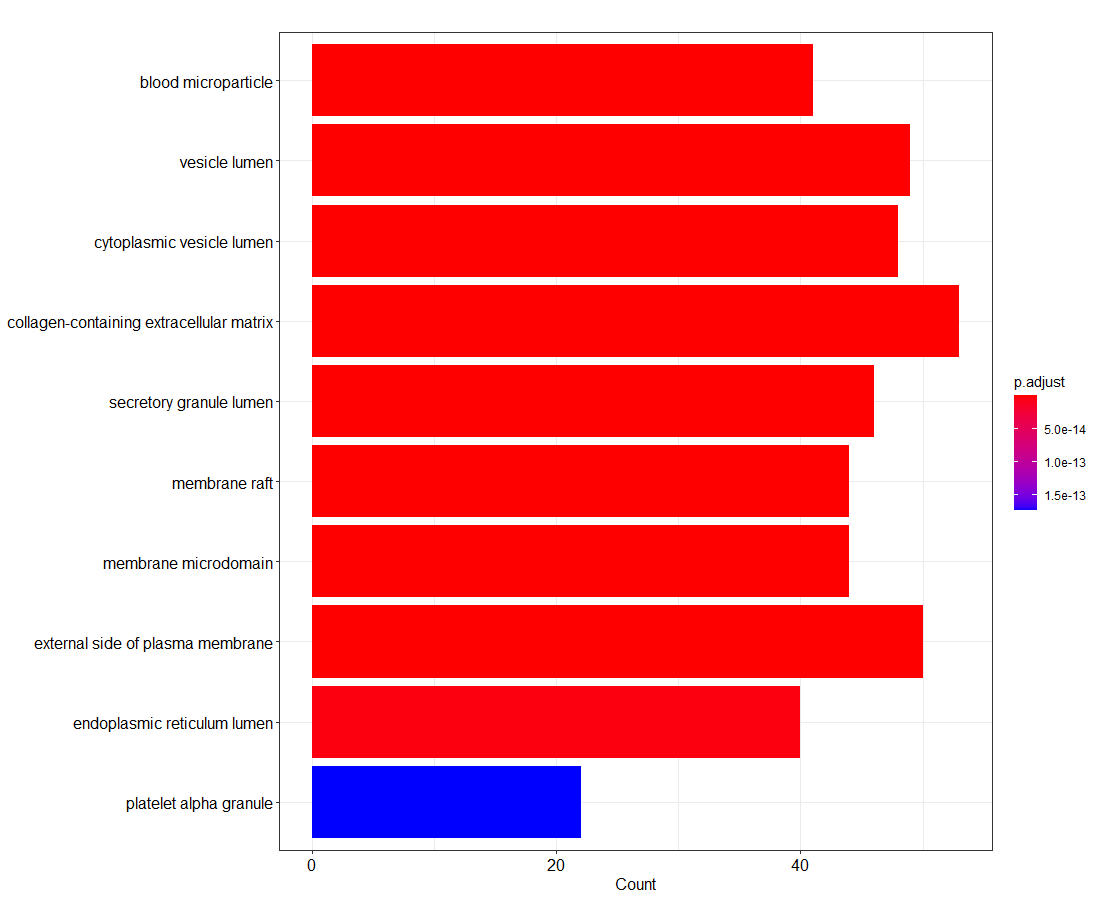 blood microparticle
vesicle lumen
cytoplasmic vesicle lumen
collagen-containing extracellular matrix
secretory granule lumen
membrane raft
membrane microdomain
external side of plasma membrane
endoplasmic reticulum lumen
platelet alpha granule
0 20 40
Count
p.adjust
5.0e-14
1.0e-13
1.5e-13